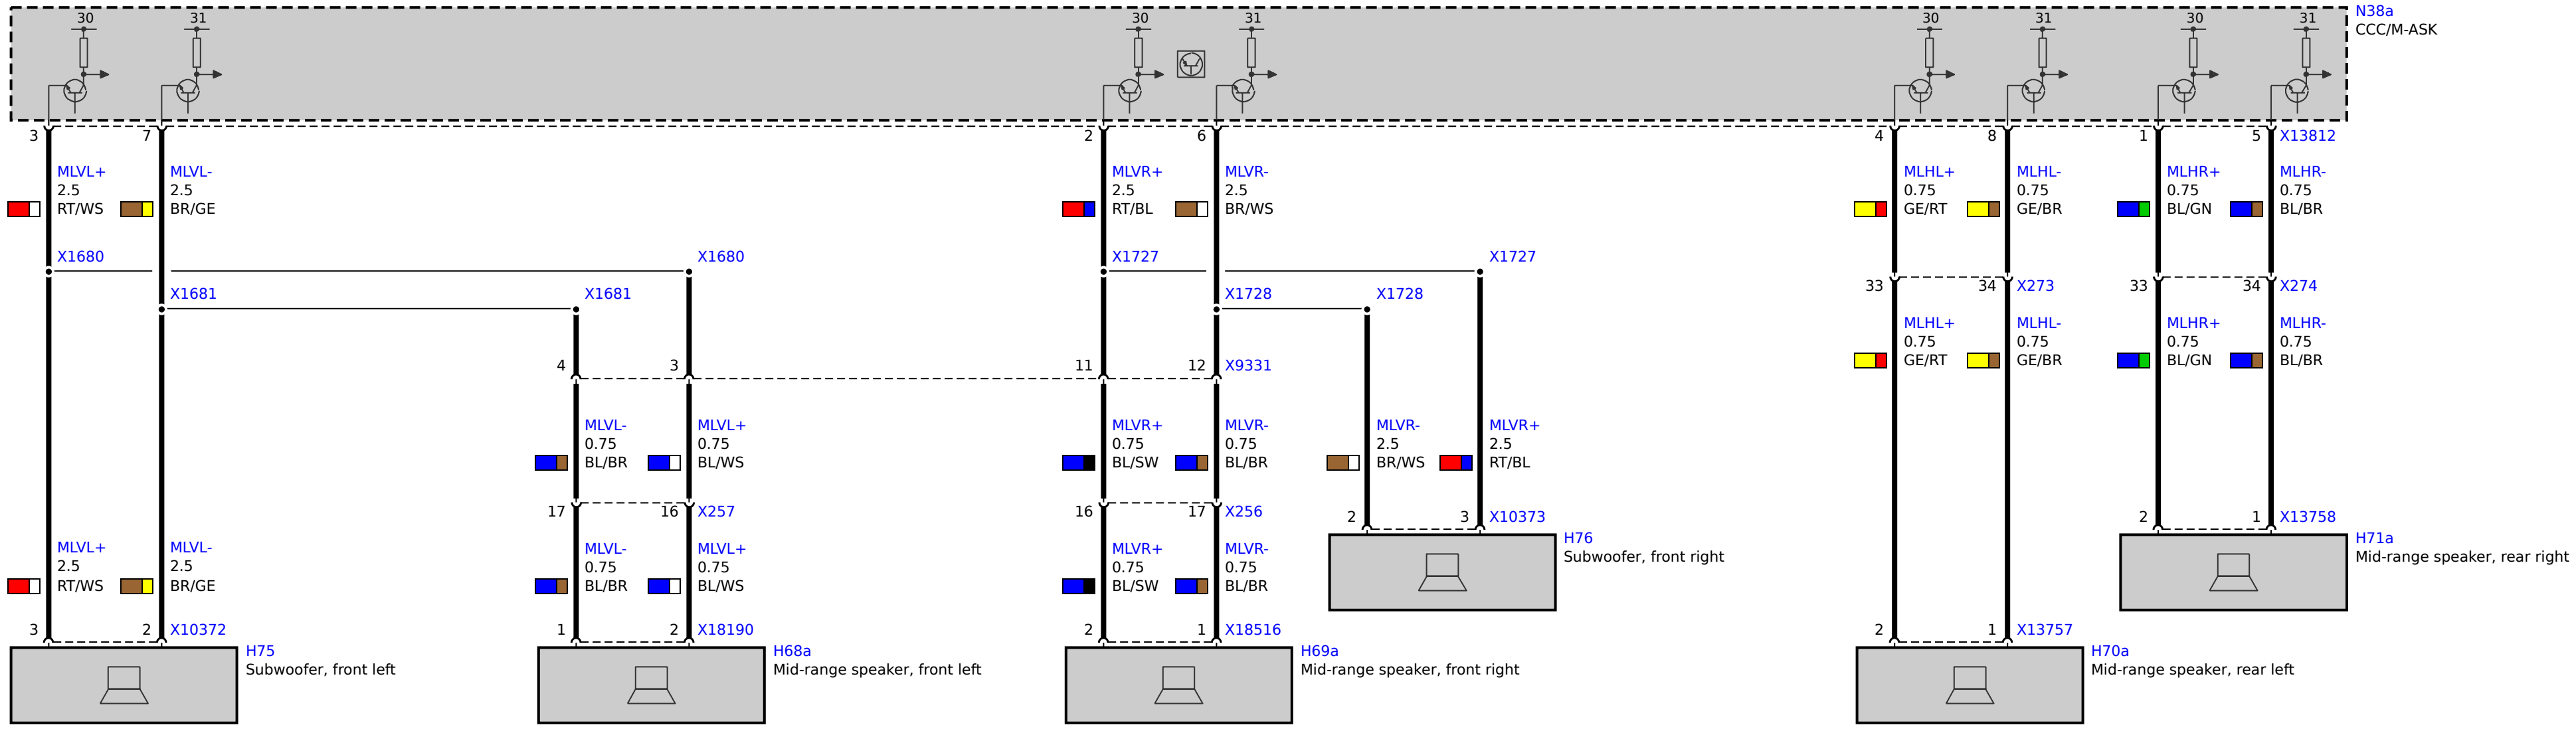 30 31 30 31 30 31 30 31 N38a
CCC/M-ASK
3 7 2 6 4 8 1 5 X13812
MLVL+ MLVL- MLVR+ MLVR- MLHL+ MLHL- MLHR+ MLHR-
2.5 2.5 2.5 2.5 0.75 0.75 0.75 0.75
RT/WS BR/GE RT/BL BR/WS GE/RT GE/BR BL/GN BL/BR
X1680 X1680 X1727 X1727
33 34 X273 33 34 X274
X1681 X1681 X1728 X1728
MLHL+ MLHL- MLHR+ MLHR-
0.75 0.75 0.75 0.75
GE/RT GE/BR BL/GN BL/BR
4 3 11 12 X9331
MLVL- MLVL+ MLVR+ MLVR- MLVR- MLVR+
0.75 0.75 0.75 0.75 2.5 2.5
BL/BR BL/WS BL/SW BL/BR BR/WS RT/BL
17 16 X257 16 17 X256
2 3 X10373 2 1 X13758
H76 H71a
Subwoofer, front right Mid-range speaker, rear right
MLVL+ MLVL- MLVL- MLVL+ MLVR+ MLVR-
2.5 2.5 0.75 0.75 0.75 0.75
RT/WS BR/GE BL/BR BL/WS BL/SW BL/BR
3 2 X10372 1 2 X18190 2 1 X18516 2 1 X13757
H75 H68a H69a H70a
Subwoofer, front left Mid-range speaker, front left Mid-range speaker, front right Mid-range speaker, rear left